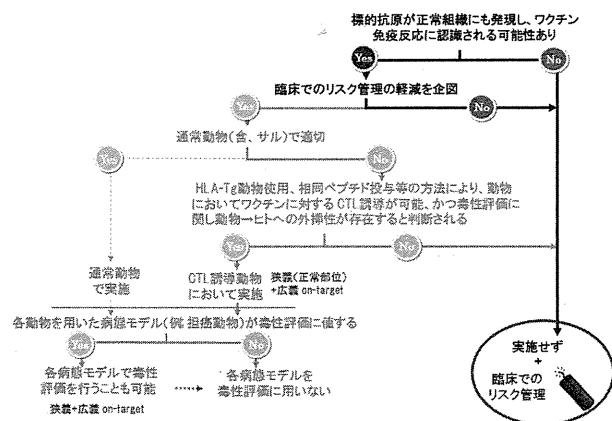 標的抗原が正常組織にも発現し、ワクチン
免疫反応に認識される可能性あり
Yes
No
臨床でのリスク管理の軽減を企図
Yes
No
通常動物(含、サル)で適切
Yes
No
HLA-Tg動物使用、相同ペプチド投与等の方法により、動物
においてワクチンに対するCTL誘導が可能、かつ毒性評価に
関し動物→ヒトへの外挿性が存在すると判断される
Yes
No
通常動物
で実施
CTL誘導動物
において実施
狭義(正常部位)
+広義 on-target
各動物を用いた病態モデル(例: 担癌動物)が毒性評価に値する
Yes
No
各病態モデルで毒性
評価を行うことも可能
各病態モデルを
毒性評価に用いない
狭義+広義 on-target
実施せず
+
臨床での
リスク管理